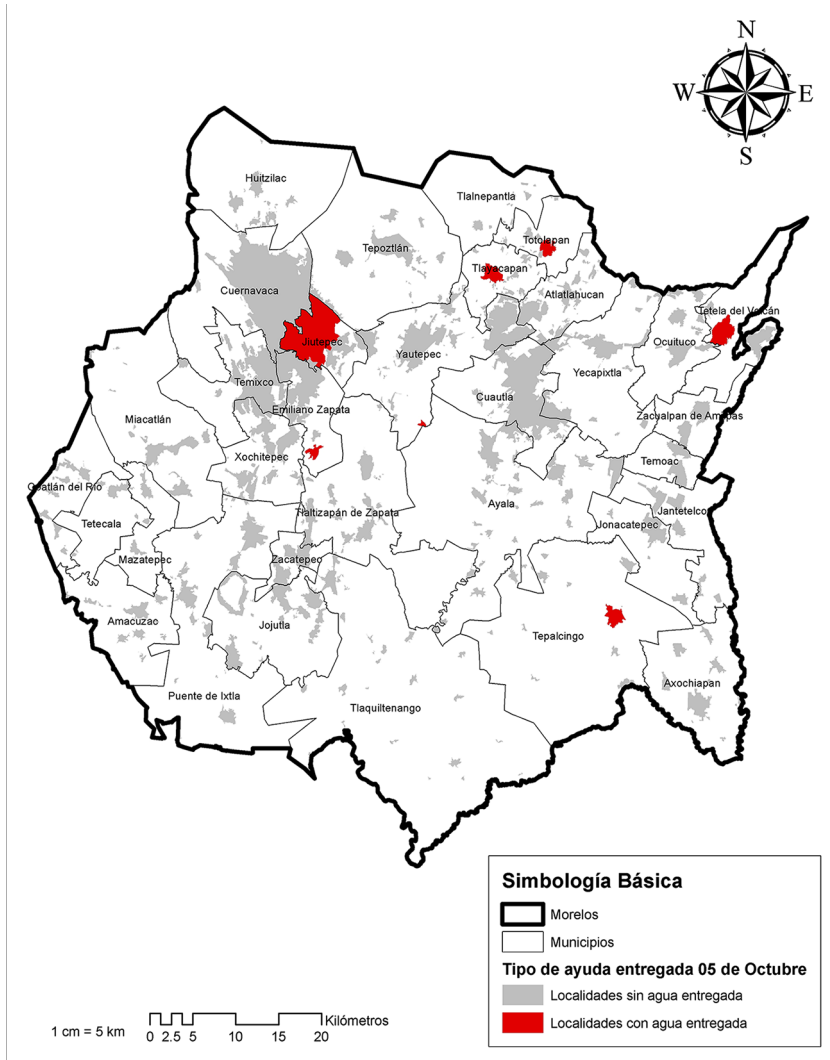 N
W E
S
Huitzilac
Tlalnepantla
Tepoztlán
Totolapan
Tlayacapan
Cuernavaca
Atlatlahucan
Tetela del Volcán
Jiutepec
Ocuituco
Yautepec
Yecapixtla
Temixco
Cuautla
Emiliano Zapata
Zacualpan de Amilpas
Miacatlán
Xochitepec
Temoac
Coatlán del Río
Ayala
Tlaltizapán de Zapata
Jantetelco
Tetecala
Jonacatepec
Mazatepec
Zacatepec
Amacuzac
Jojutla
Tepalcingo
Axochiapan
Puente de Ixtla
Tlaquiltenango
Simbología Básica
Morelos
Municipios
Tipo de ayuda entregada 05 de Octubre
Localidades sin agua entregada
Localidades con agua entregada
1 cm = 5 km
Kilómetros
0 2.5 5 10 15 20